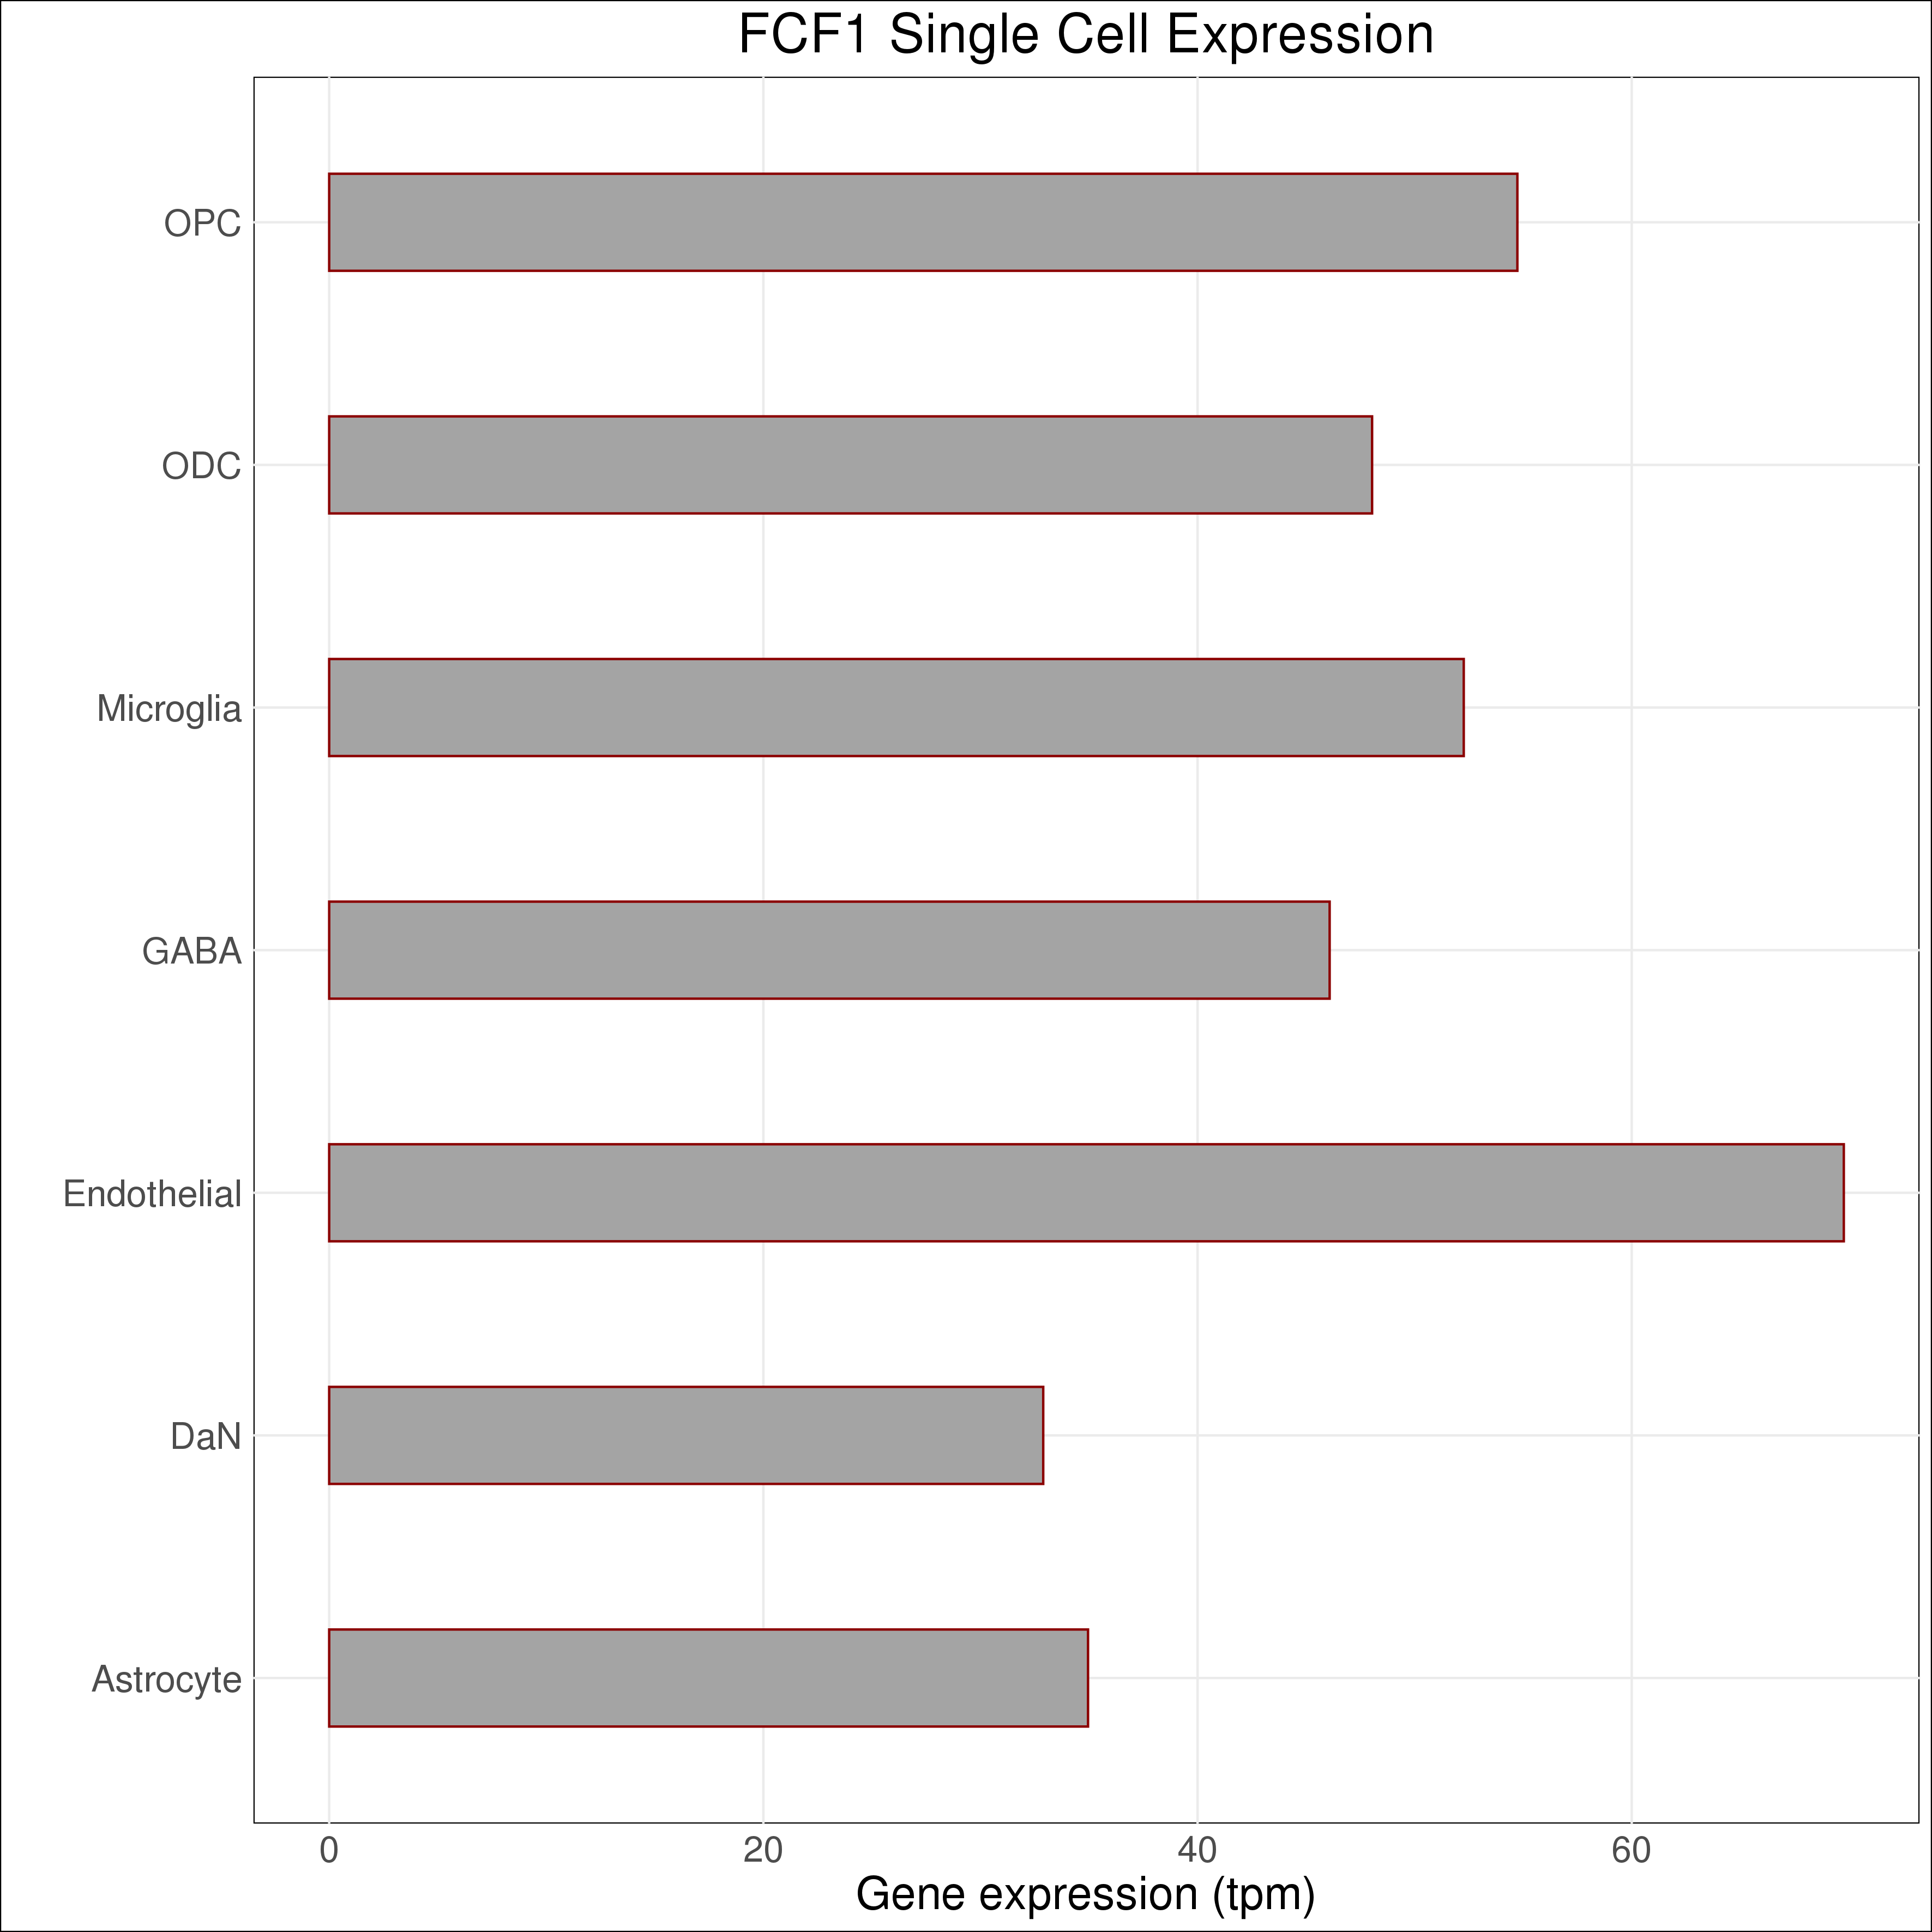 FCF1 Single Cell Expression
OPC
ODC
Microglia
GABA
Endothelial
DaN
Astrocyte
0 20 40 60
Gene expression (tpm)